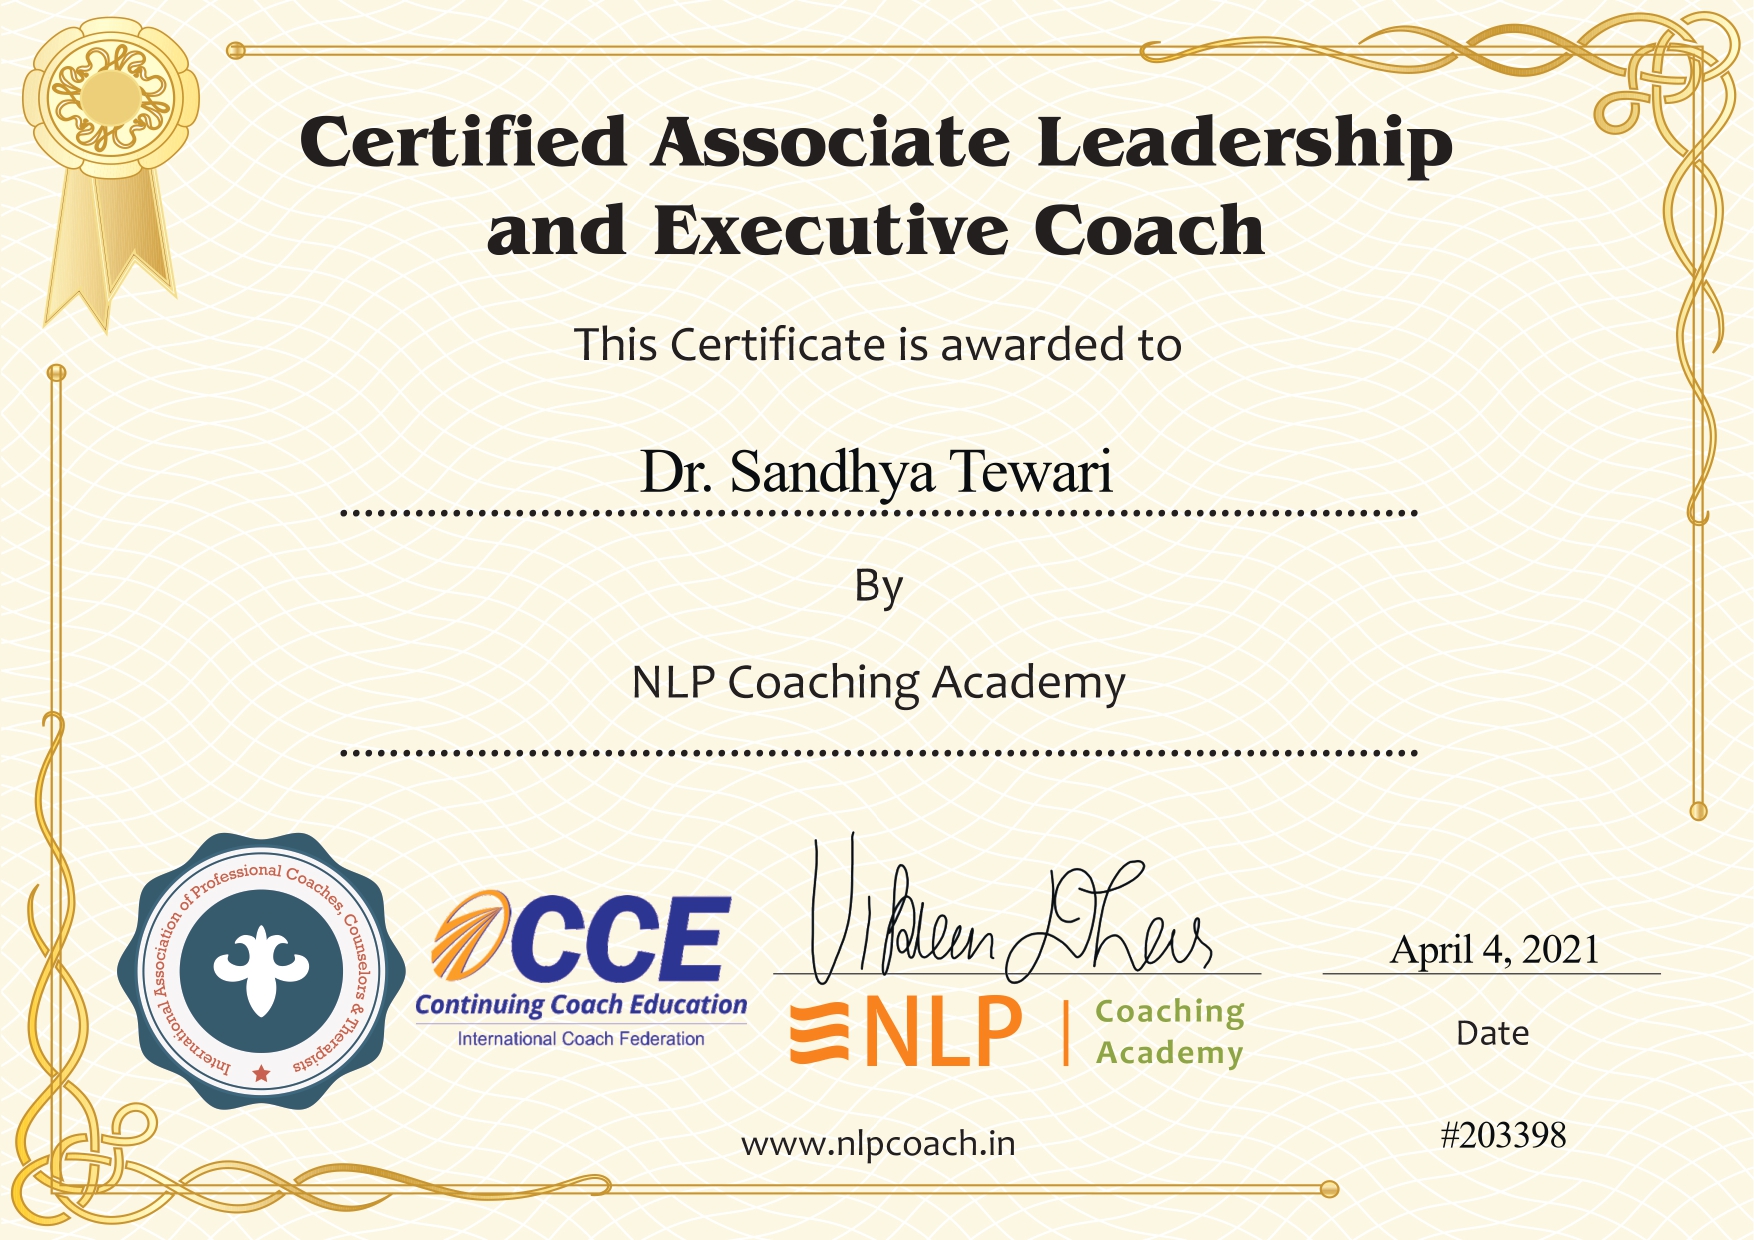 Certified Associate Leadership
and Executive Coach
This Certificate is awarded to
Dr. Sandhya Tewari
By
NLP Coaching Academy
International Association of Professional Coaches, Counselors & Therapists
CCE
Continuing Coach Education
International Coach Federation
NLP | Coaching
Academy
April 4, 2021
Date
www.nlpcoach.in
#203398